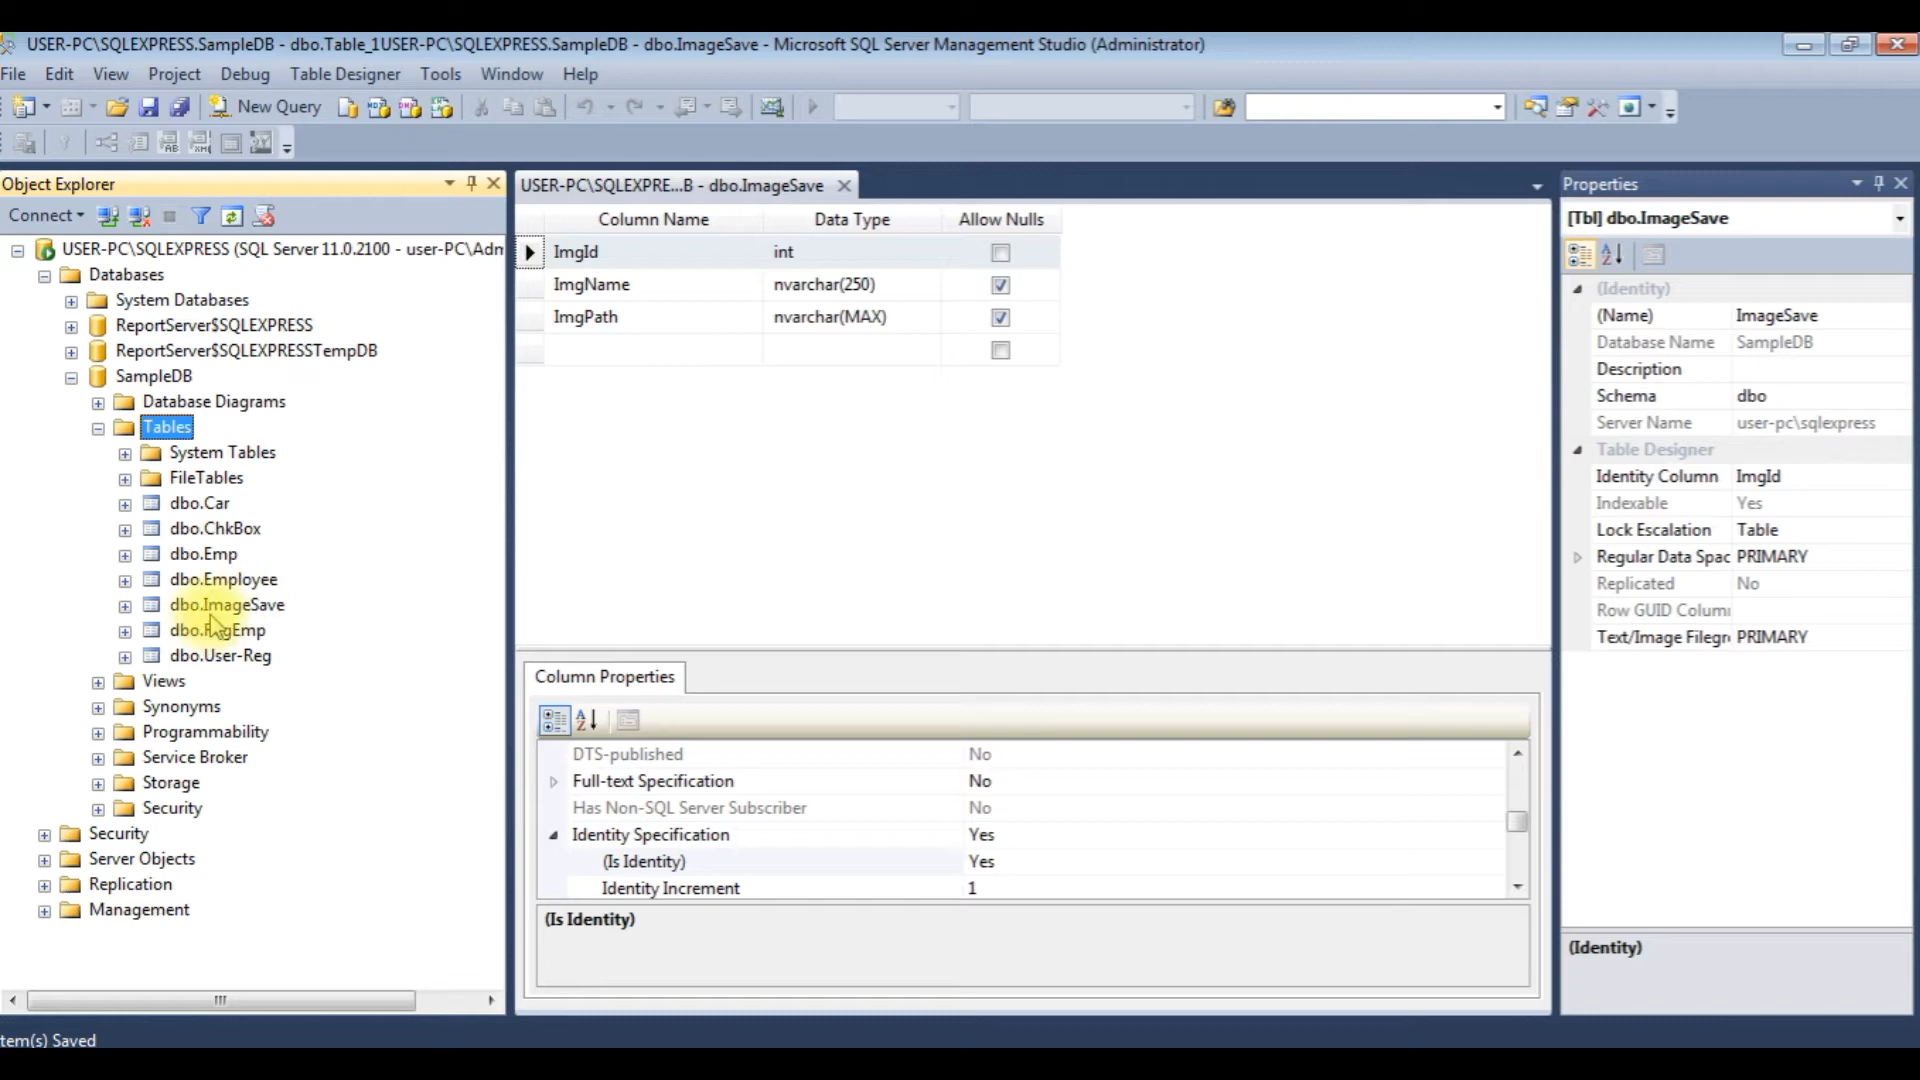 USER-PC\SQLEXPRESS.SampleDB - dbo.Table_1USER-PC\SQLEXPRESS.SampleDB - dbo.ImageSave - Microsoft SQL Server Management Studio (Administrator)
File Edit View Project Debug Table Designer Tools Window Help
New Query
Object Explorer
Connect
USER-PC\SQLEXPRESS (SQL Server 11.0.2100 - user-PC\Adm
Databases
System Databases
ReportServer$SQLEXPRESS
ReportServer$SQLEXPRESSTempDB
SampleDB
Database Diagrams
Tables
System Tables
FileTables
dbo.Car
dbo.ChkBox
dbo.Emp
dbo.Employee
dbo.ImageSave
dbo.RegEmp
dbo.User-Reg
Views
Synonyms
Programmability
Service Broker
Storage
Security
Security
Server Objects
Replication
Management
tem(s) Saved
USER-PC\SQLEXPRE...B - dbo.ImageSave
Column Name Data Type Allow Nulls
ImgId int
ImgName nvarchar(250)
ImgPath nvarchar(MAX)
Column Properties
DTS-published No
Full-text Specification No
Has Non-SQL Server Subscriber No
Identity Specification Yes
(Is Identity) Yes
Identity Increment 1
(Is Identity)
Properties
[Tbl] dbo.ImageSave
(Identity)
(Name) ImageSave
Database Name SampleDB
Description
Schema dbo
Server Name user-pc\sqlexpress
Table Designer
Identity Column ImgId
Indexable Yes
Lock Escalation Table
Regular Data Spac PRIMARY
Replicated No
Row GUID Colum
Text/Image Filegr PRIMARY
(Identity)